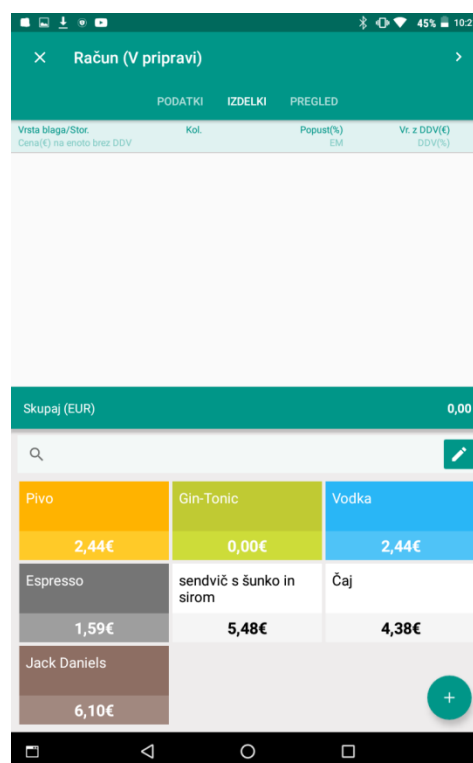 45% 10:2
Račun (V pripravi)
PODATKI IZDELKI PREGLED
Vrsta blaga/Stor. Kol. Popust(%) Vr. z DDV(€)
Cena(€) na enoto brez DDV EM DDV(%)
Skupaj (EUR) 0,00
Pivo Gin-Tonic Vodka
2,44€ 0,00€ 2,44€
Espresso sendvič s šunko in Čaj
sirom
1,59€ 5,48€ 4,38€
Jack Daniels
6,10€